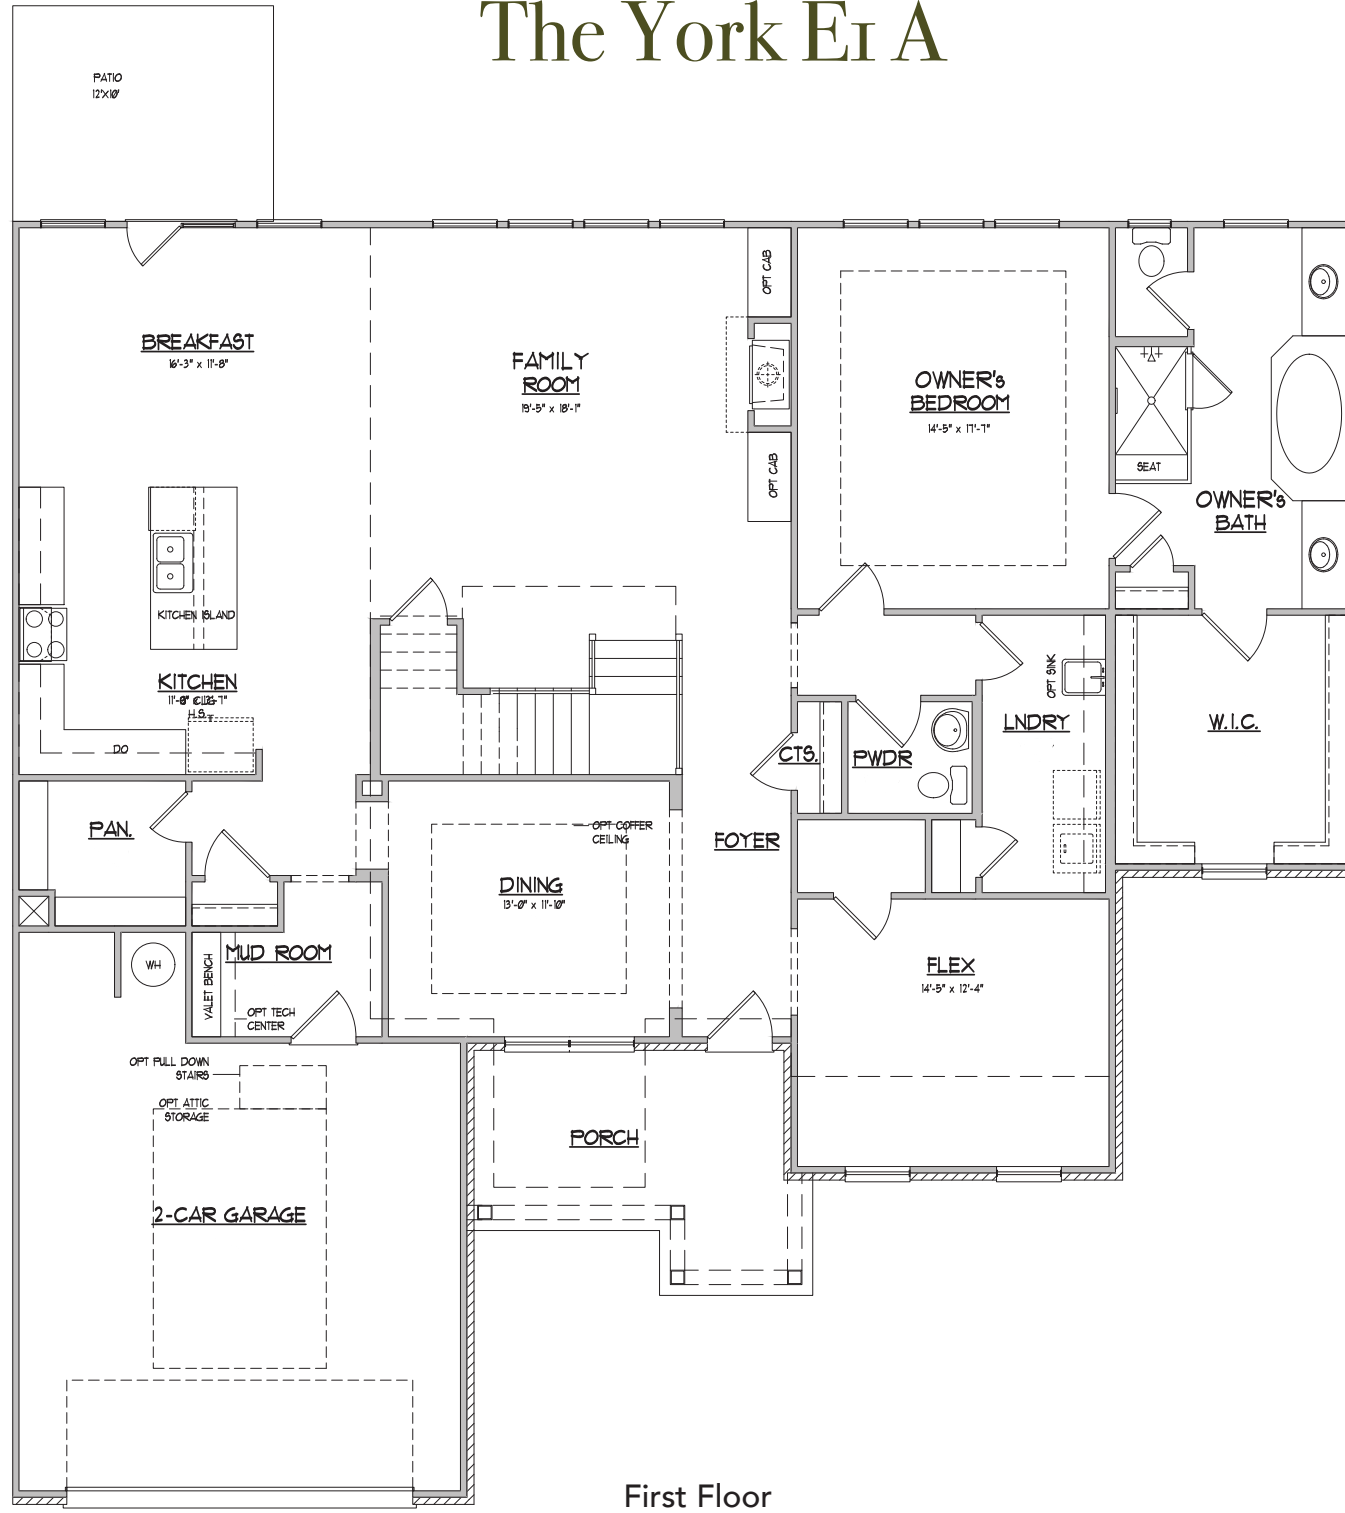 The York E1 A
PATIO
12'x10'
BREAKFAST
16'-3" x 11'-8"
FAMILY
ROOM
19'-5" x 18'-1"
OPT CAB
OPT CAB
OWNER'S
BEDROOM
14'-5" x 17'-7"
SEAT
OWNER'S
BATH
KITCHEN ISLAND
KITCHEN
H.S.
DO
OPT SINK
LNDRY
W.I.C.
CTS.
PWDR
PAN.
OPT COFFER
CEILING
FOYER
DINING
13'-0" x 11'-10"
MUD ROOM
WH
VALET BENCH
OPT TECH
CENTER
FLEX
14'-5" x 12'-4"
OPT PULL DOWN
STAIRS
OPT ATTIC
STORAGE
PORCH
2-CAR GARAGE
First Floor